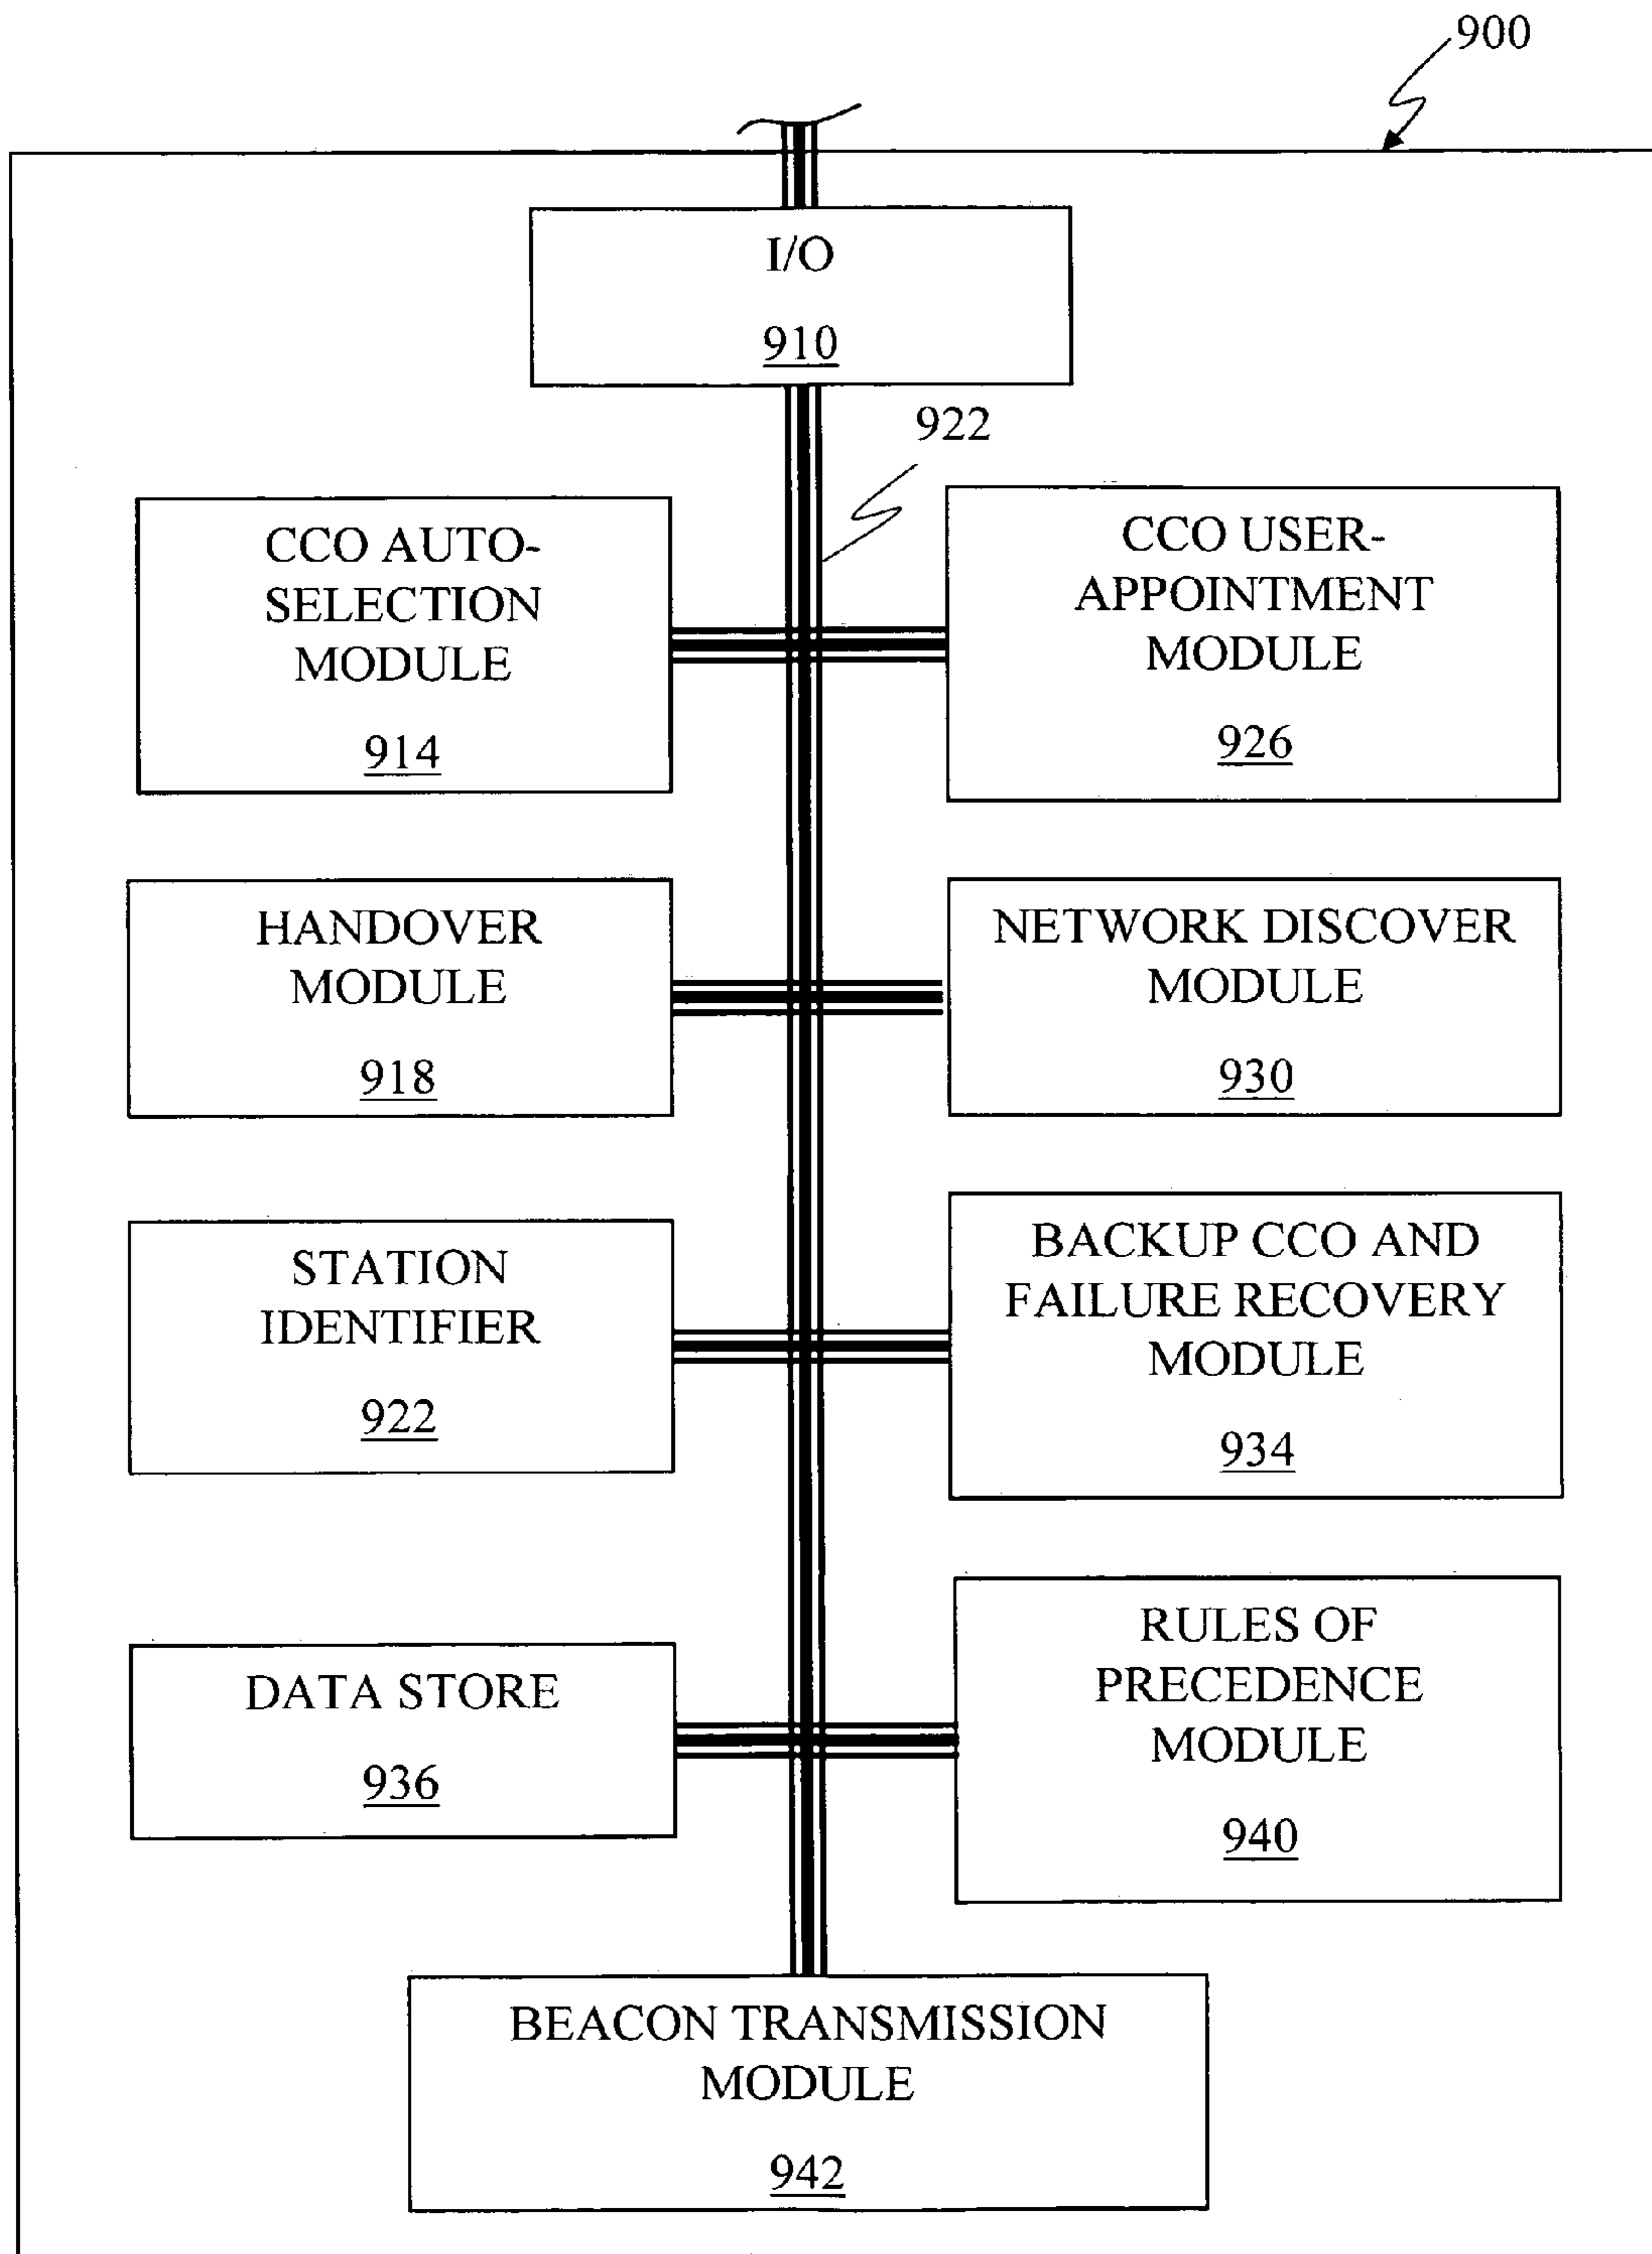 900
I/O
910
922
CCO AUTO-
SELECTION
MODULE
914
CCO USER-
APPOINTMENT
MODULE
926
HANDOVER
MODULE
918
NETWORK DISCOVER
MODULE
930
STATION
IDENTIFIER
922
BACKUP CCO AND
FAILURE RECOVERY
MODULE
934
DATA STORE
936
RULES OF
PRECEDENCE
MODULE
940
BEACON TRANSMISSION
MODULE
942